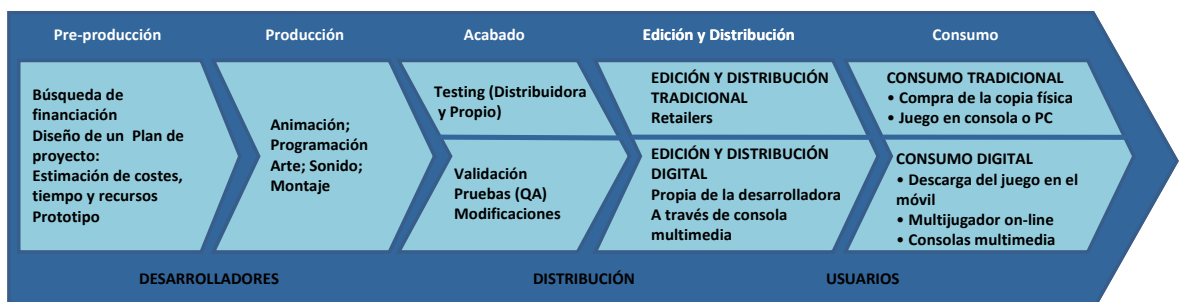 Pre-producción
Producción
Acabado
Edición y Distribución
Consumo
Búsqueda de
financiación
Diseño de un Plan de
proyecto:
Estimación de costes,
tiempo y recursos
Prototipo
Animación;
Programación
Arte; Sonido;
Montaje
Testing (Distribuidora
y Propio)
Validación
Pruebas (QA)
Modificaciones
EDICIÓN Y DISTRIBUCIÓN
TRADICIONAL
Retailers
EDICIÓN Y DISTRIBUCIÓN
DIGITAL
Propia de la desarrolladora
A través de consola
multimedia
CONSUMO TRADICIONAL
• Compra de la copia física
• Juego en consola o PC
CONSUMO DIGITAL
• Descarga del juego en el
móvil
• Multijugador on-line
• Consolas multimedia
DESARROLLADORES
DISTRIBUCIÓN
USUARIOS